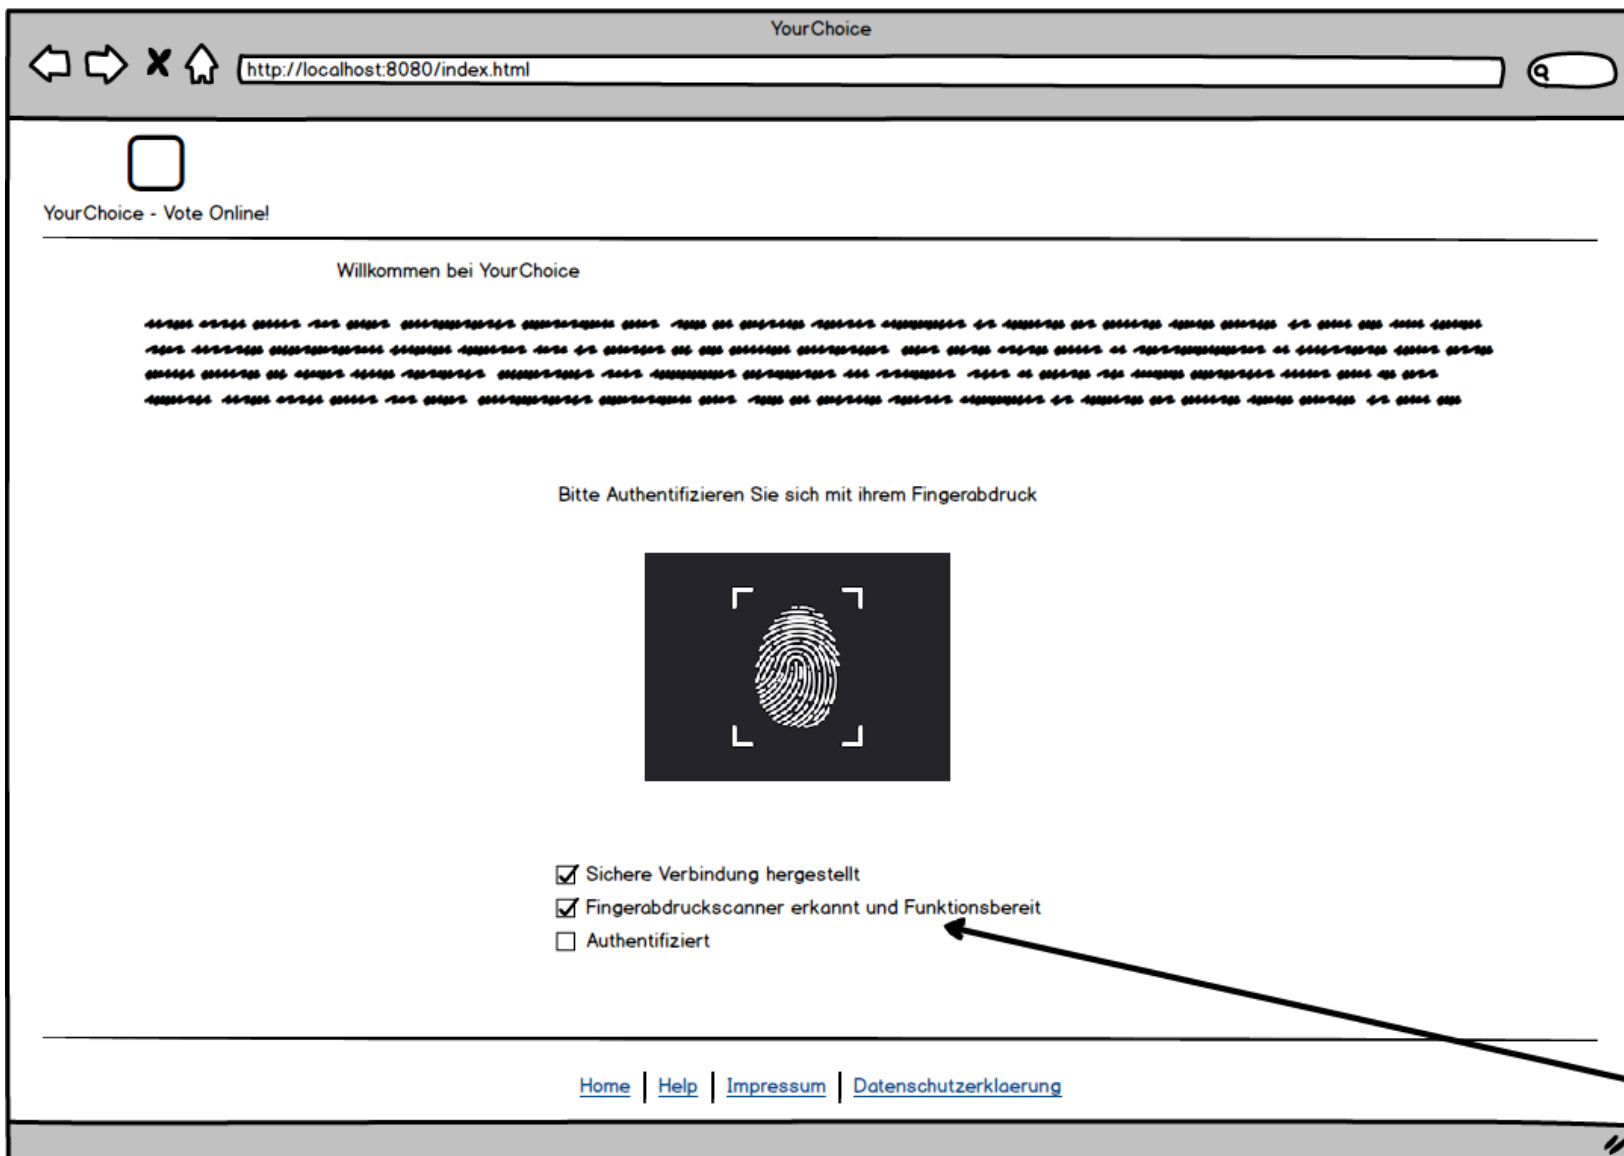 YourChoice
http://localhost:8080/index.html
YourChoice - Vote Online!
Willkommen bei YourChoice
Bitte Authentifizieren Sie sich mit ihrem Fingerabdruck
Sichere Verbindung hergestellt
Fingerabdruckscanner erkannt und Funktionsbereit
Authentifiziert
Home | Help | Impressum | Datenschutzerklaerung